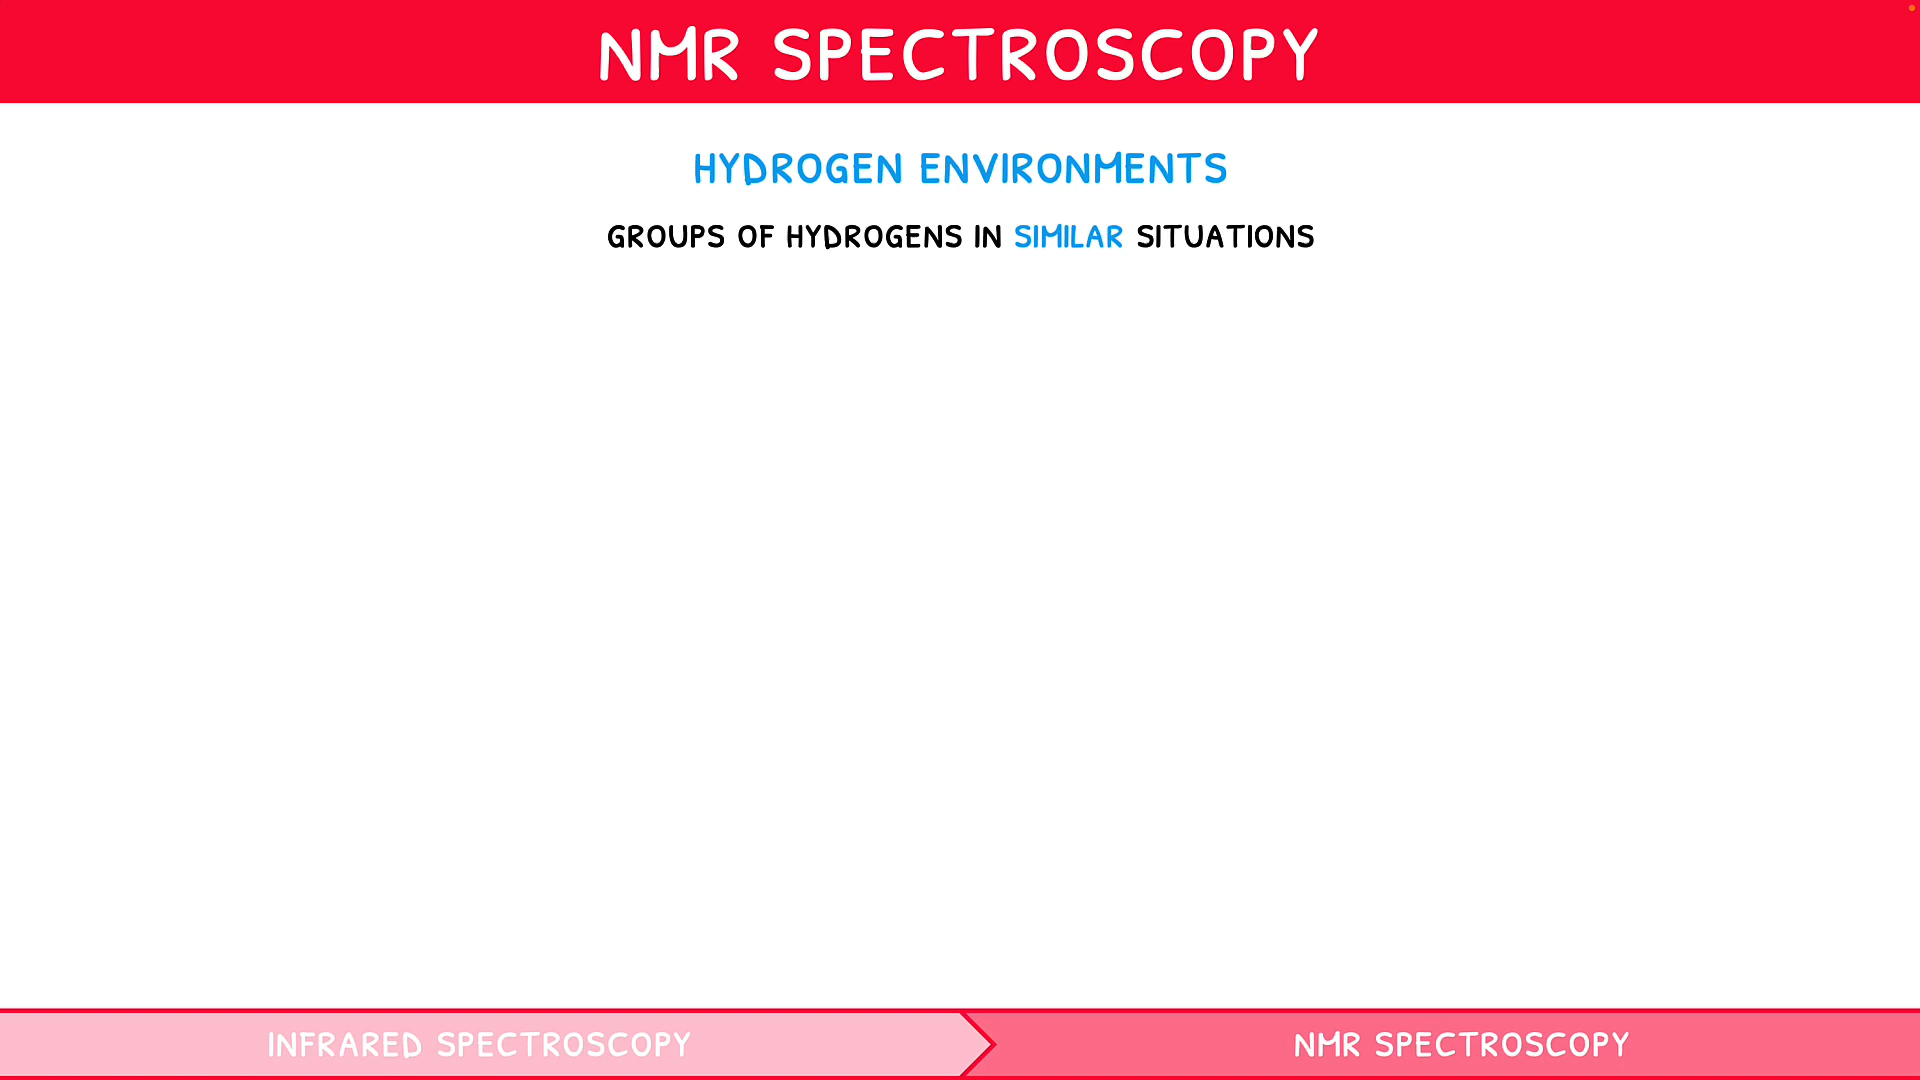 NMR SPECTROSCOPY
HYDROGEN ENVIRONMENTS
GROUPS OF HYDROGENS IN SIMILAR SITUATIONS
INFRARED SPECTROSCOPY
NMR SPECTROSCOPY